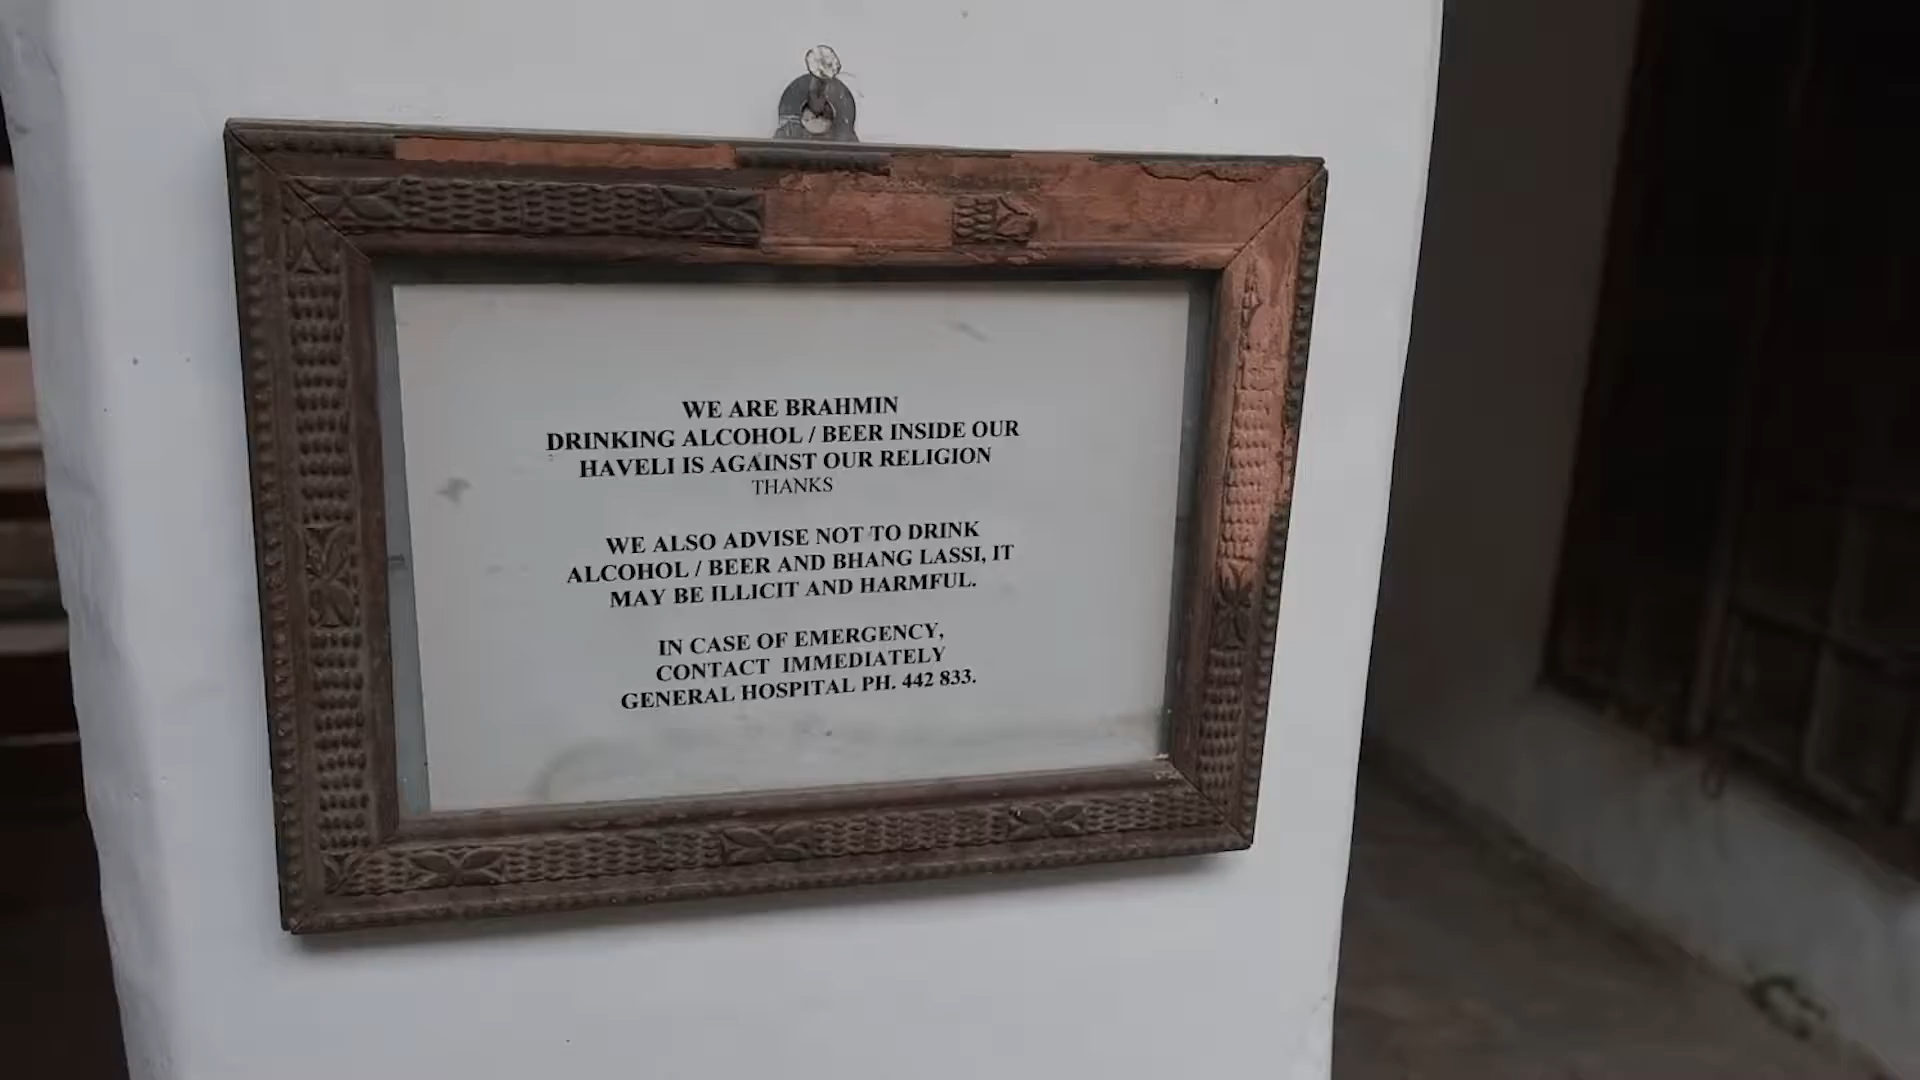 WE ARE BRAHMIN
DRINKING ALCOHOL / BEER INSIDE OUR
HAVELI IS AGAINST OUR RELIGION
THANKS
WE ALSO ADVISE NOT TO DRINK
ALCOHOL / BEER AND BHANG LASSI, IT
MAY BE ILLICIT AND HARMFUL.
IN CASE OF EMERGENCY,
CONTACT IMMEDIATELY
GENERAL HOSPITAL PH. 442 833.